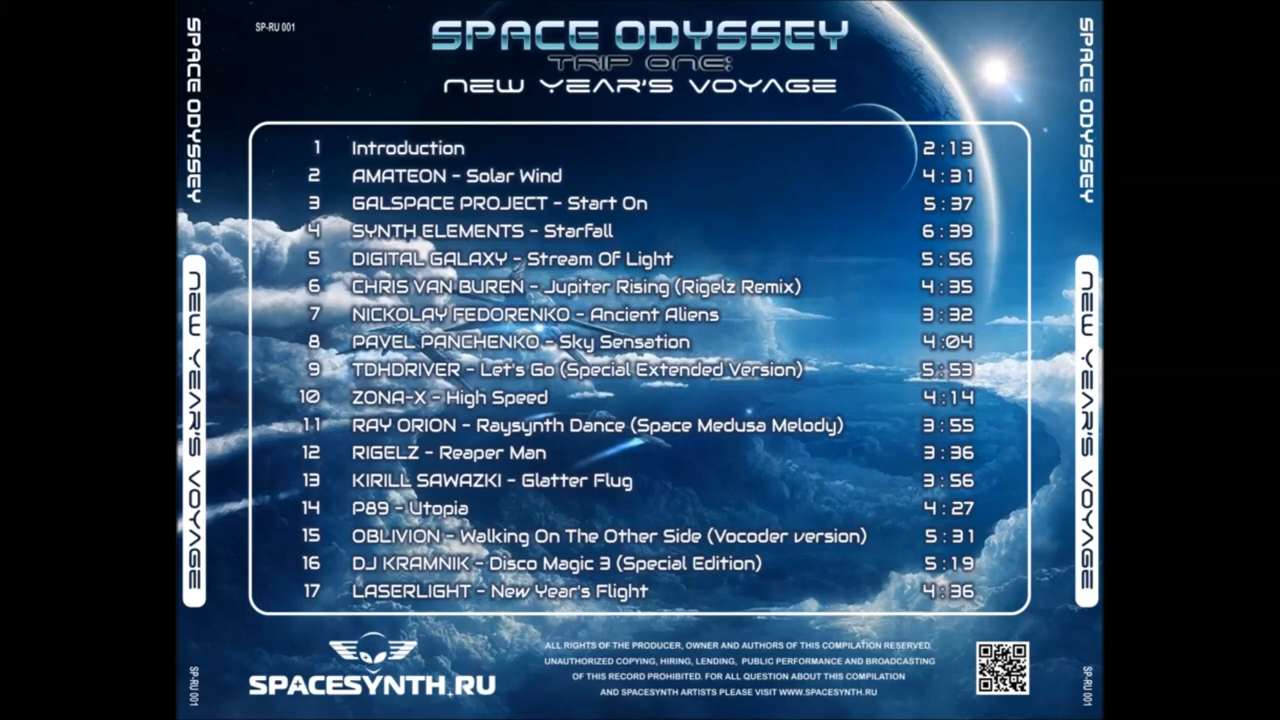 SP-RU 001
SPACE ODYSSEY
TRIP ONE:
NEW YEAR'S VOYAGE
SPACE ODYSSEY
NEW YEAR'S VOYAGE
SP-RU 001
1 Introduction 2:13
2 AMATEON - Solar Wind 4:31
3 GALSPACE PROJECT - Start On 5:37
4 SYNTH ELEMENTS - Starfall 6:39
5 DIGITAL GALAXY - Stream Of Light 5:56
6 CHRIS VAN BUREN - Jupiter Rising (Rigelz Remix) 4:35
7 NICKOLAY FEDORENKO - Ancient Aliens 3:32
8 PAVEL PANCHENKO - Sky Sensation 4:04
9 TDHDRIVER - Let's Go (Special Extended Version) 5:53
10 ZONA-X - High Speed 4:14
11 RAY ORION - Raysynth Dance (Space Medusa Melody) 3:55
12 RIGELZ - Reaper Man 3:36
13 KIRILL SAWAZKI - Glatter Flug 3:56
14 P89 - Utopia 4:27
15 OBLIVION - Walking On The Other Side (Vocoder version) 5:31
16 DJ KRAMNIK - Disco Magic 3 (Special Edition) 5:19
17 LASERLIGHT - New Year's Flight 4:36
SPACESYNTH.RU
ALL RIGHTS OF THE PRODUCER, OWNER AND AUTHORS OF THIS COMPILATION RESERVED.
UNAUTHORIZED COPYING, HIRING, LENDING, PUBLIC PERFORMANCE AND BROADCASTING
OF THIS RECORD PROHIBITED. FOR ALL QUESTION ABOUT THIS COMPILATION
AND SPACESYNTH ARTISTS PLEASE VISIT WWW.SPACESYNTH.RU
SPACE ODYSSEY
NEW YEAR'S VOYAGE
SP-RU 001